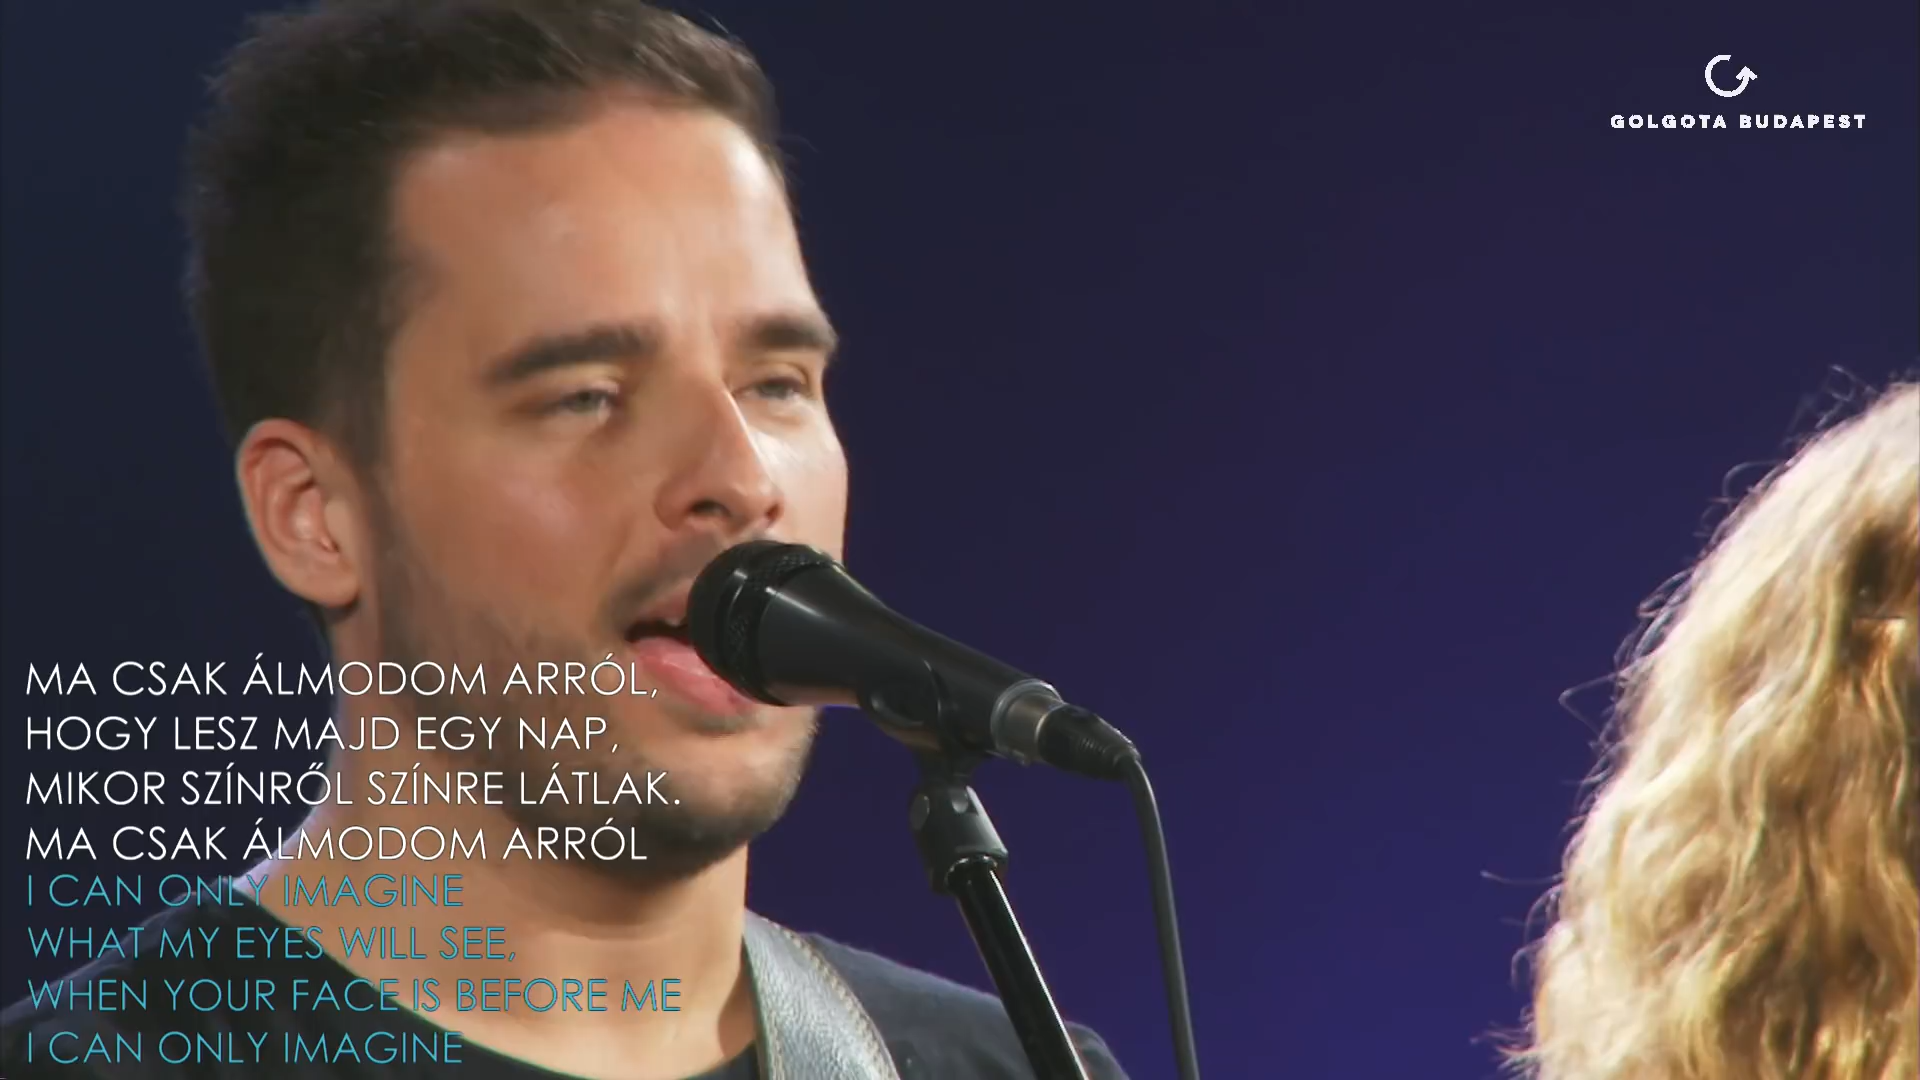 GOLGOTA BUDAPEST
MA CSAK ÁLMODOM ARRÓL,
HOGY LESZ MAJD EGY NAP,
MIKOR SZÍNRŐL SZÍNRE LÁTLAK.
MA CSAK ÁLMODOM ARRÓL
I CAN ONLY IMAGINE
WHAT MY EYES WILL SEE,
WHEN YOUR FACE IS BEFORE ME
I CAN ONLY IMAGINE